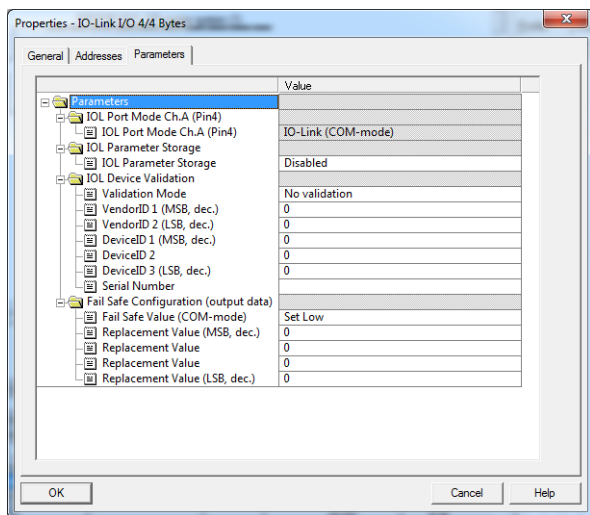 Properties - IO-Link I/O 4/4 Bytes
General Addresses Parameters
Value
Parameters
IOL Port Mode Ch.A (Pin4)
IOL Port Mode Ch.A (Pin4) IO-Link (COM-mode)
IOL Parameter Storage
IOL Parameter Storage Disabled
IOL Device Validation
Validation Mode No validation
VendorID 1 (MSB, dec.) 0
VendorID 2 (LSB, dec.) 0
DeviceID 1 (MSB, dec.) 0
DeviceID 2 0
DeviceID 3 (LSB, dec.) 0
Serial Number
Fail Safe Configuration (output data)
Fail Safe Value (COM-mode) Set Low
Replacement Value (MSB, dec.) 0
Replacement Value 0
Replacement Value 0
Replacement Value (LSB, dec.) 0
OK Cancel Help